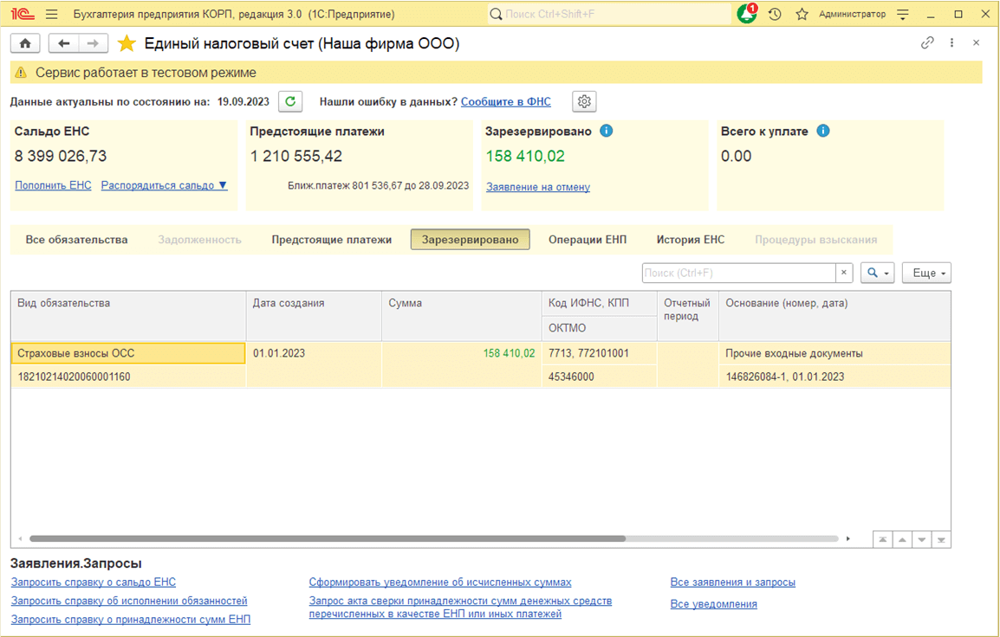 1С Бухгалтерия предприятия КОРП, редакция 3.0 (1С:Предприятие) Поиск Ctrl+Shift+F 1 Администратор
Единый налоговый счет (Наша фирма ООО)
Сервис работает в тестовом режиме
Данные актуальны по состоянию на: 19.09.2023 Нашли ошибку в данных? Сообщите в ФНС
Сальдо ЕНС Предстоящие платежи Зарезервировано Всего к уплате
8 399 026,73 1 210 555,42 158 410,02 0.00
Пополнить ЕНС Распорядиться сальдо Ближ.платеж 801 536,67 до 28.09.2023 Заявление на отмену
Все обязательства Задолженность Предстоящие платежи Зарезервировано Операции ЕНП История ЕНС Процедуры взыскания
Поиск (Ctrl+F) Еще
Вид обязательства Дата создания Сумма Код ИФНС, КПП Отчетный Основание (номер, дата)
период
ОКТМО
Страховые взносы ОСС 01.01.2023 158 410,02 7713, 772101001 Прочие входные документы
18210214020060001160 45346000 146826084-1, 01.01.2023
Заявления.Запросы
Запросить справку о сальдо ЕНС Сформировать уведомление об исчисленных суммах Все заявления и запросы
Запросить справку об исполнении обязанностей Запрос акта сверки принадлежности сумм денежных средств Все уведомления
перечисленных в качестве ЕНП или иных платежей
Запросить справку о принадлежности сумм ЕНП